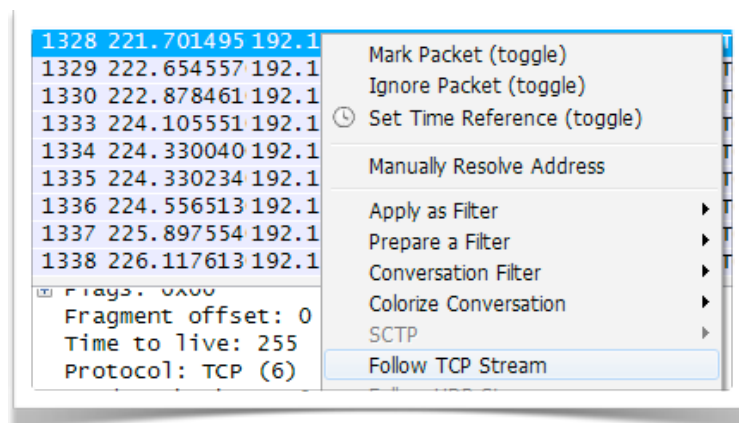 1328 221.701495 192.1
1329 222.654557 192.1
1330 222.878461 192.1
1333 224.105551 192.1
1334 224.330040 192.1
1335 224.330234 192.1
1336 224.556513 192.1
1337 225.897554 192.1
1338 226.117613 192.1
Fragment offset: 0
Time to live: 255
Protocol: TCP (6)
Mark Packet (toggle)
Ignore Packet (toggle)
Set Time Reference (toggle)
Manually Resolve Address
Apply as Filter
Prepare a Filter
Conversation Filter
Colorize Conversation
SCTP
Follow TCP Stream